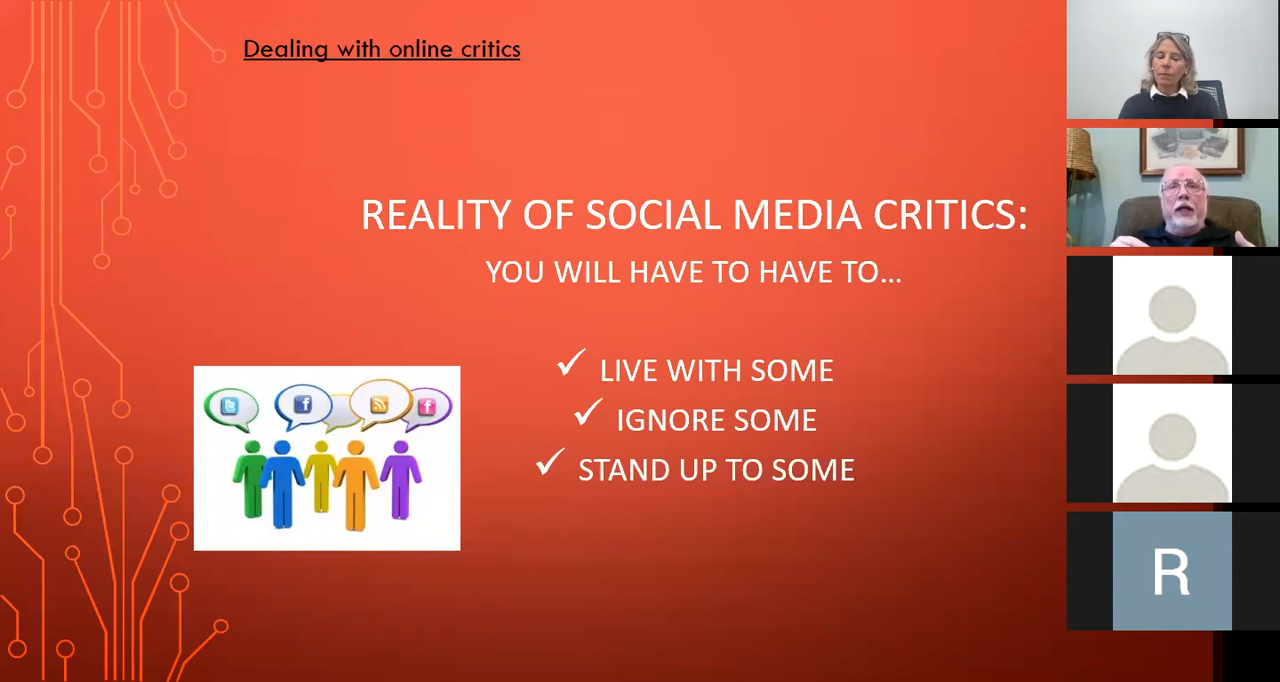 Dealing with online critics
REALITY OF SOCIAL MEDIA CRITICS:
YOU WILL HAVE TO HAVE TO...
LIVE WITH SOME
IGNORE SOME
STAND UP TO SOME
R